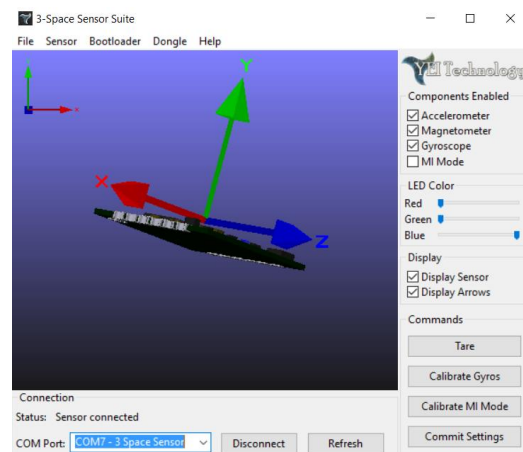 3-Space Sensor Suite
File Sensor Bootloader Dongle Help
Y
X
Y
X
Z
YEI Technology
Components Enabled
Accelerometer
Magnetometer
Gyroscope
MI Mode
LED Color
Red
Green
Blue
Display
Display Sensor
Display Arrows
Commands
Tare
Calibrate Gyros
Calibrate MI Mode
Commit Settings
Connection
Status: Sensor connected
COM Port: COM7 - 3 Space Sensor Disconnect Refresh